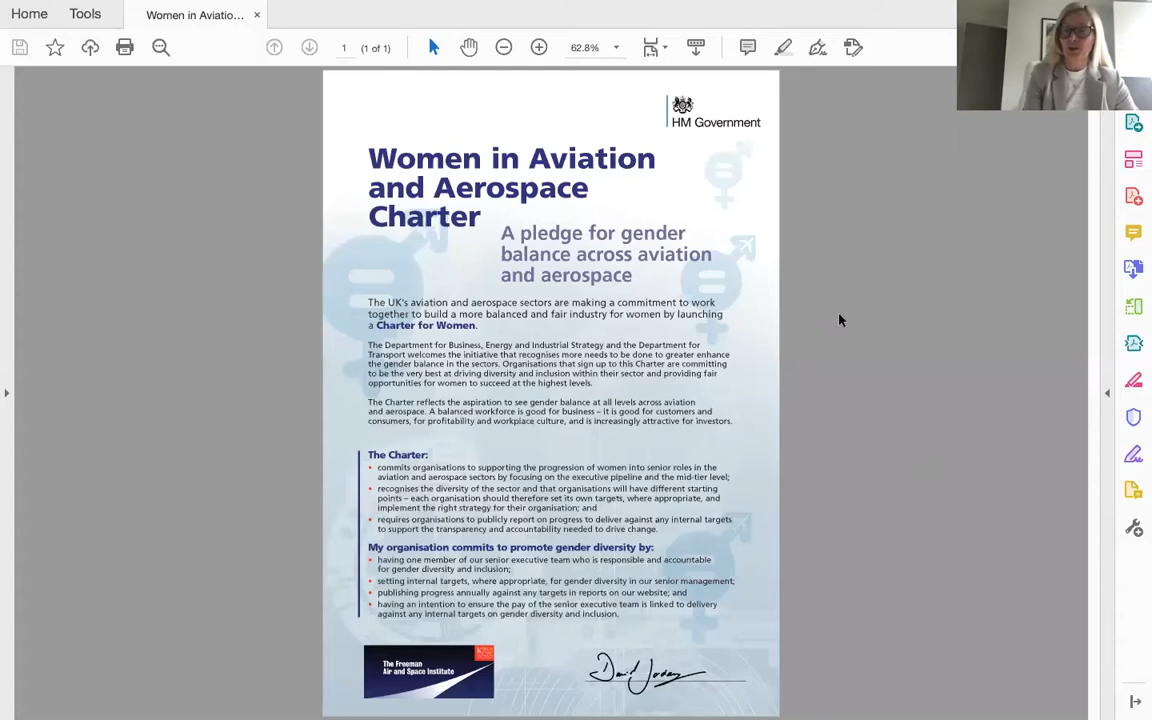 Home
Tools
Women in Aviatio...
1
(1 of 1)
62.8%
HM Government
Women in Aviation
and Aerospace
Charter
A pledge for gender
balance across aviation
and aerospace
The UK's aviation and aerospace sectors are making a commitment to work
together to build a more balanced and fair industry for women by launching
a Charter for Women.
The Department for Business, Energy and Industrial Strategy and the Department for
Transport welcomes the initiative that recognises more needs to be done to greater enhance
the gender balance in the sectors. Organisations that sign up to this Charter are committing
to be the very best at driving diversity and inclusion within their sector and providing fair
opportunities for women to succeed at the highest levels.
The Charter reflects the aspiration to see gender balance at all levels across aviation
and aerospace. A balanced workforce is good for business – it is good for customers and
consumers, for profitability and workplace culture, and is increasingly attractive for investors.
The Charter:
• commits organisations to supporting the progression of women into senior roles in the
aviation and aerospace sectors by focusing on the executive pipeline and the mid-tier level;
• recognises the diversity of the sector and that organisations will have different starting
points – each organisation should therefore set its own targets, where appropriate, and
implement the right strategy for their organisation; and
• requires organisations to publicly report on progress to deliver against any internal targets
to support the transparency and accountability needed to drive change.
My organisation commits to promote gender diversity by:
• having one member of our senior executive team who is responsible and accountable
for gender diversity and inclusion;
• setting internal targets, where appropriate, for gender diversity in our senior management;
• publishing progress annually against any targets in reports on our website; and
• having an intention to ensure the pay of the senior executive team is linked to delivery
against any internal targets on gender diversity and inclusion.
The Freeman
Air and Space Institute
David Jordan